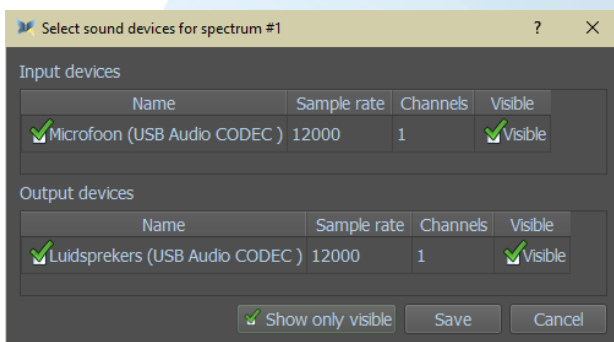 Select sound devices for spectrum #1 ?
Input devices
Name Sample rate Channels Visible
Microfoon (USB Audio CODEC ) 12000 1 Visible
Output devices
Name Sample rate Channels Visible
Luidsprekers (USB Audio CODEC ) 12000 1 Visible
Show only visible Save Cancel